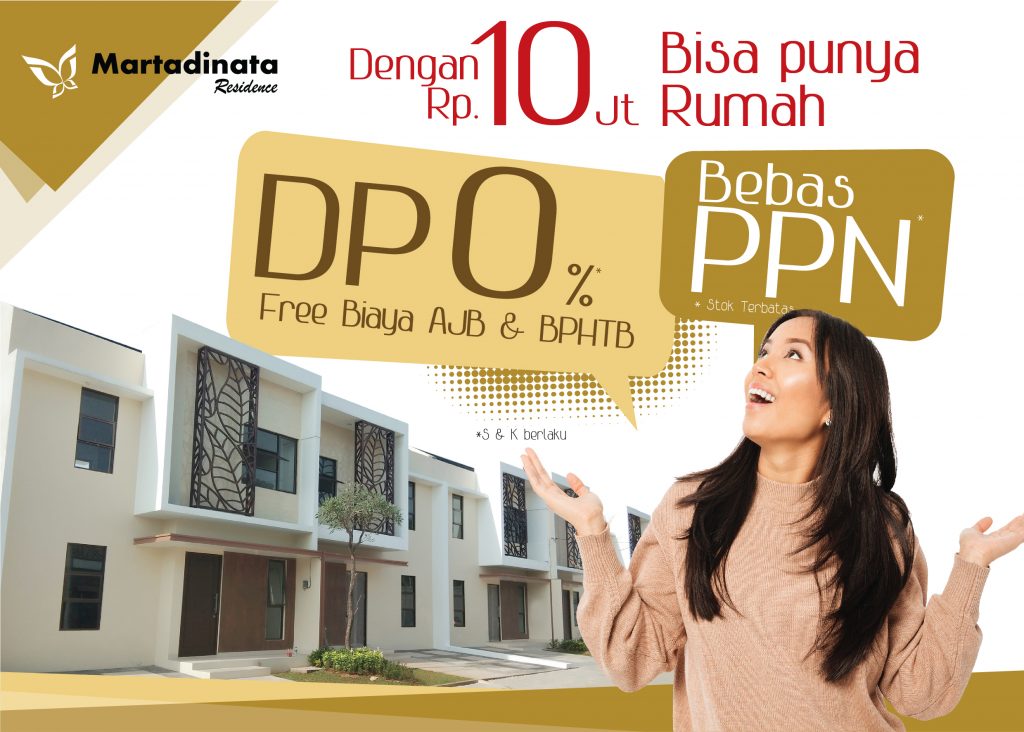 Martadinata
Residence
Dengan
Rp. 10 Jt
Bisa punya
Rumah
DP 0 %*
Free Biaya AJB & BPHTB
Bebas
PPN*
* Stok Terbatas
*S & K berlaku